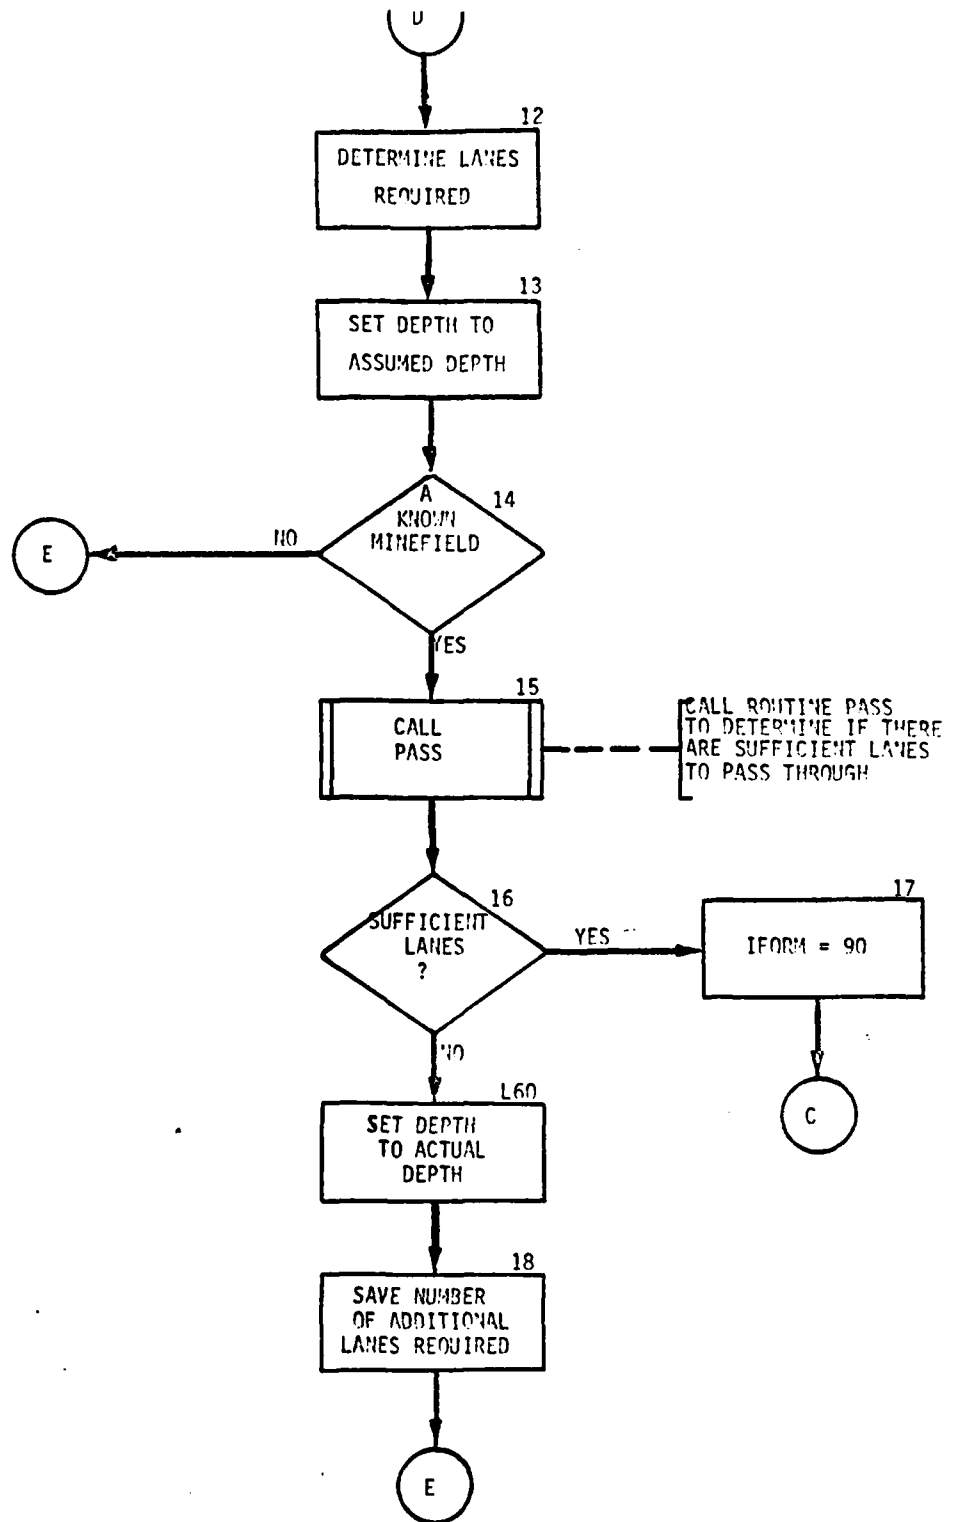 D
12
DETERMINE LANES
REQUIRED
13
SET DEPTH TO
ASSUMED DEPTH
14
A
KNOWN
MINEFIELD
NO
E
YES
15
CALL
PASS
CALL ROUTINE PASS
TO DETERMINE IF THERE
ARE SUFFICIENT LANES
TO PASS THROUGH
16
SUFFICIENT
LANES
?
YES
17
IFORM = 90
C
NO
L60
SET DEPTH
TO ACTUAL
DEPTH
18
SAVE NUMBER
OF ADDITIONAL
LANES REQUIRED
E